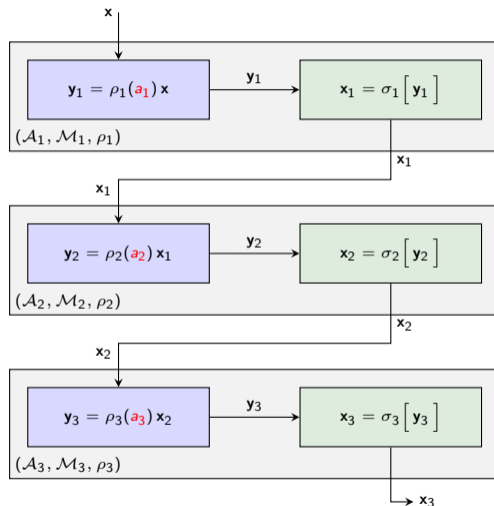 x
y₁ = ρ₁(a₁) x
y₁
x₁ = σ₁[y₁]
(𝒜₁, ℳ₁, ρ₁)
x₁
x₁
y₂ = ρ₂(a₂) x₁
y₂
x₂ = σ₂[y₂]
(𝒜₂, ℳ₂, ρ₂)
x₂
x₂
y₃ = ρ₃(a₃) x₂
y₃
x₃ = σ₃[y₃]
(𝒜₃, ℳ₃, ρ₃)
x₃